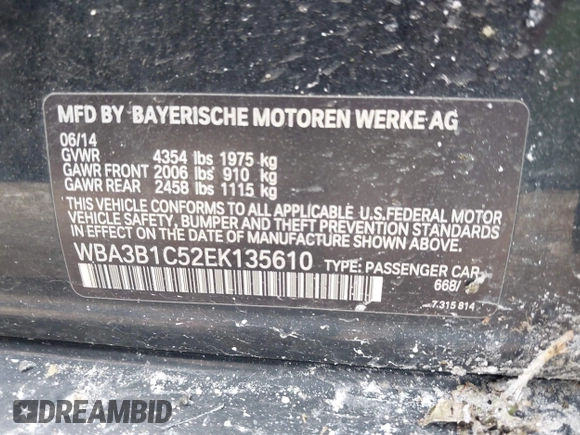 MFD BY BAYERISCHE MOTOREN WERKE AG
06/14
GVWR 4354 lbs 1975 kg
GAWR FRONT 2006 lbs 910 kg
GAWR REAR 2458 lbs 1115 kg
THIS VEHICLE CONFORMS TO ALL APPLICABLE U.S.FEDERAL MOTOR
VEHICLE SAFETY, BUMPER AND THEFT PREVENTION STANDARDS
IN EFFECT ON THE DATE OF MANUFACTURE SHOWN ABOVE.
WBA3B1C52EK135610 TYPE: PASSENGER CAR
668/
7.315 814
DREAMBID